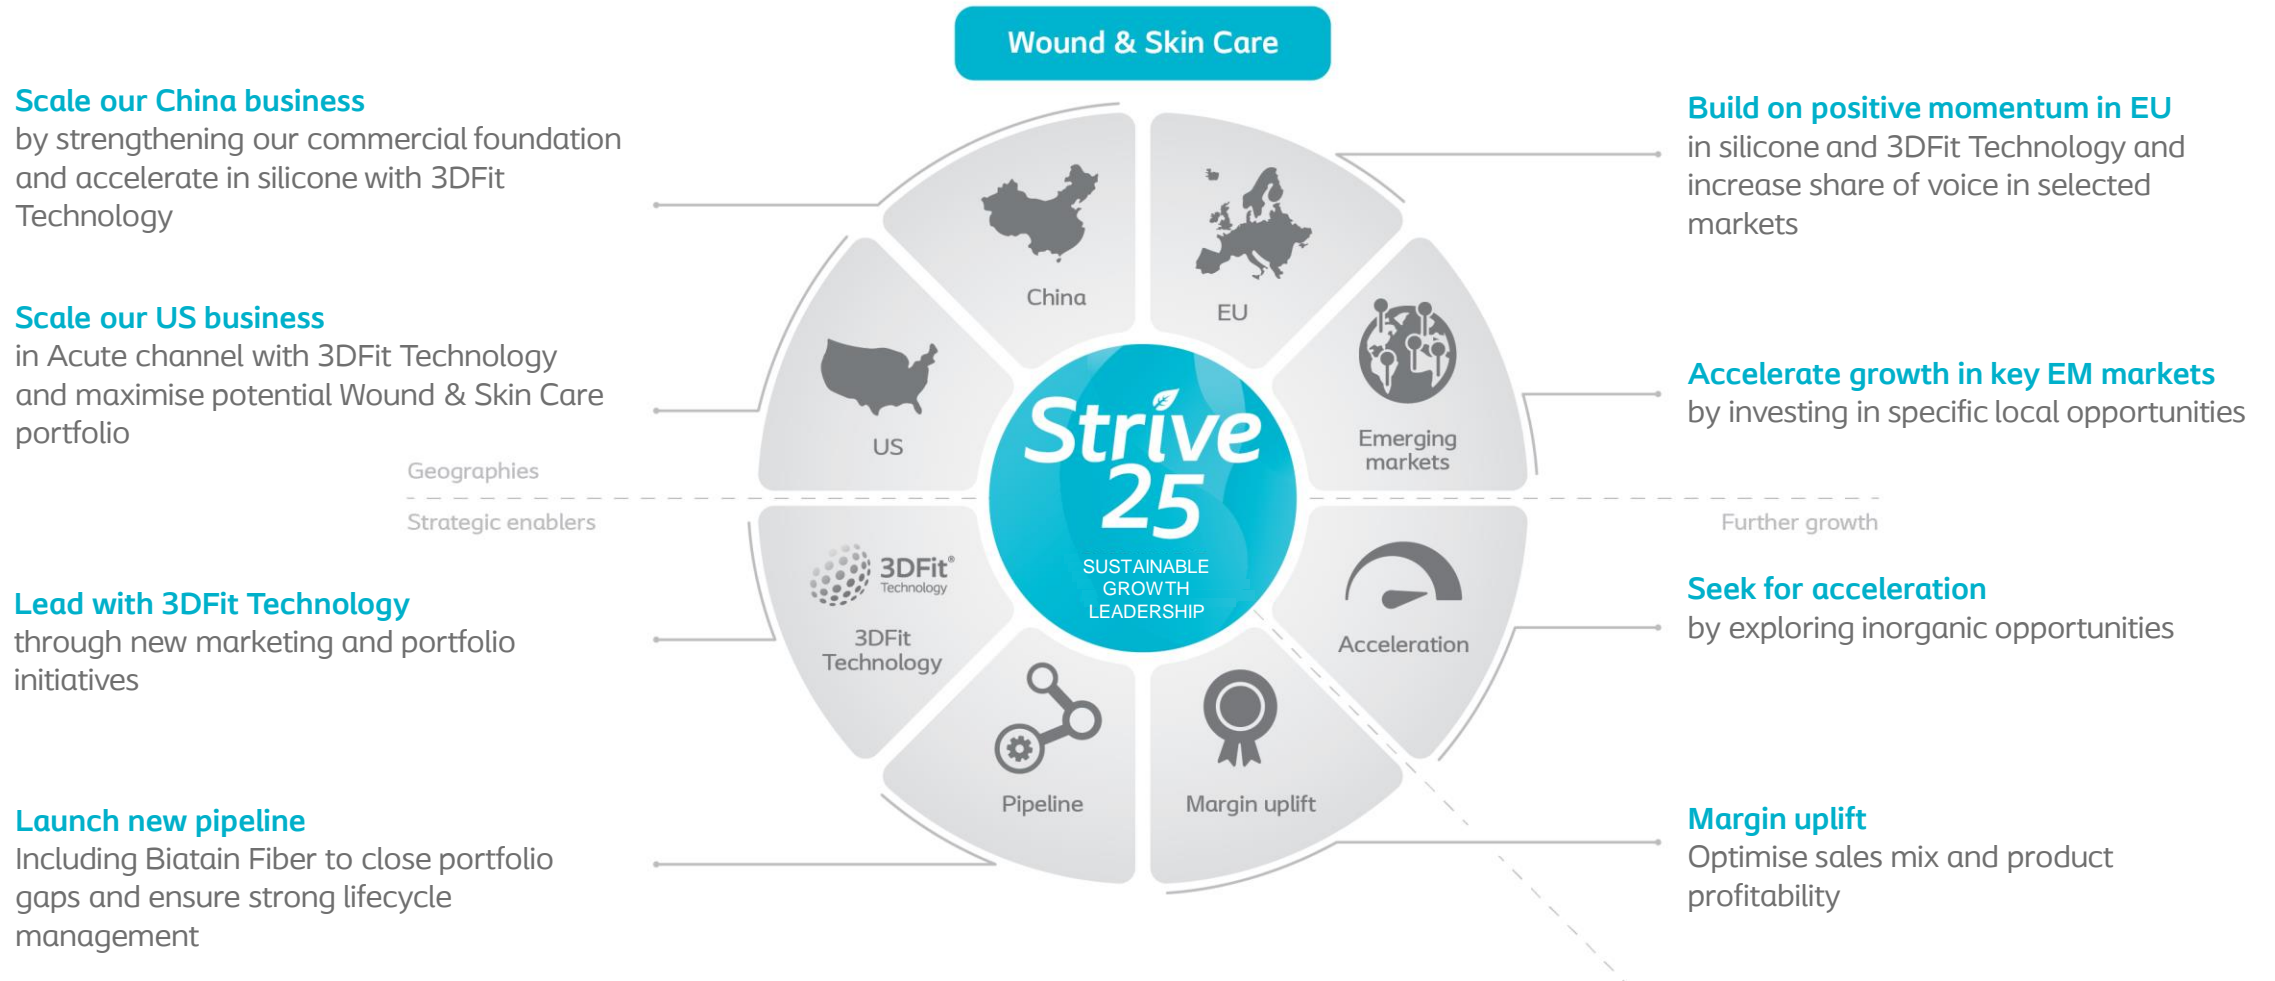 Wound & Skin Care
Scale our China business
by strengthening our commercial foundation
and accelerate in silicone with 3DFit
Technology
Scale our US business
in Acute channel with 3DFit Technology
and maximise potential Wound & Skin Care
portfolio
Geographies
Strategic enablers
Lead with 3DFit Technology
through new marketing and portfolio
initiatives
Launch new pipeline
Including Biatain Fiber to close portfolio
gaps and ensure strong lifecycle
management
China
EU
US
Emerging
markets
Strive
25
SUSTAINABLE
GROWTH
LEADERSHIP
3DFit®
Technology
3DFit
Technology
Acceleration
Pipeline
Margin uplift
Build on positive momentum in EU
in silicone and 3DFit Technology and
increase share of voice in selected
markets
Accelerate growth in key EM markets
by investing in specific local opportunities
Further growth
Seek for acceleration
by exploring inorganic opportunities
Margin uplift
Optimise sales mix and product
profitability